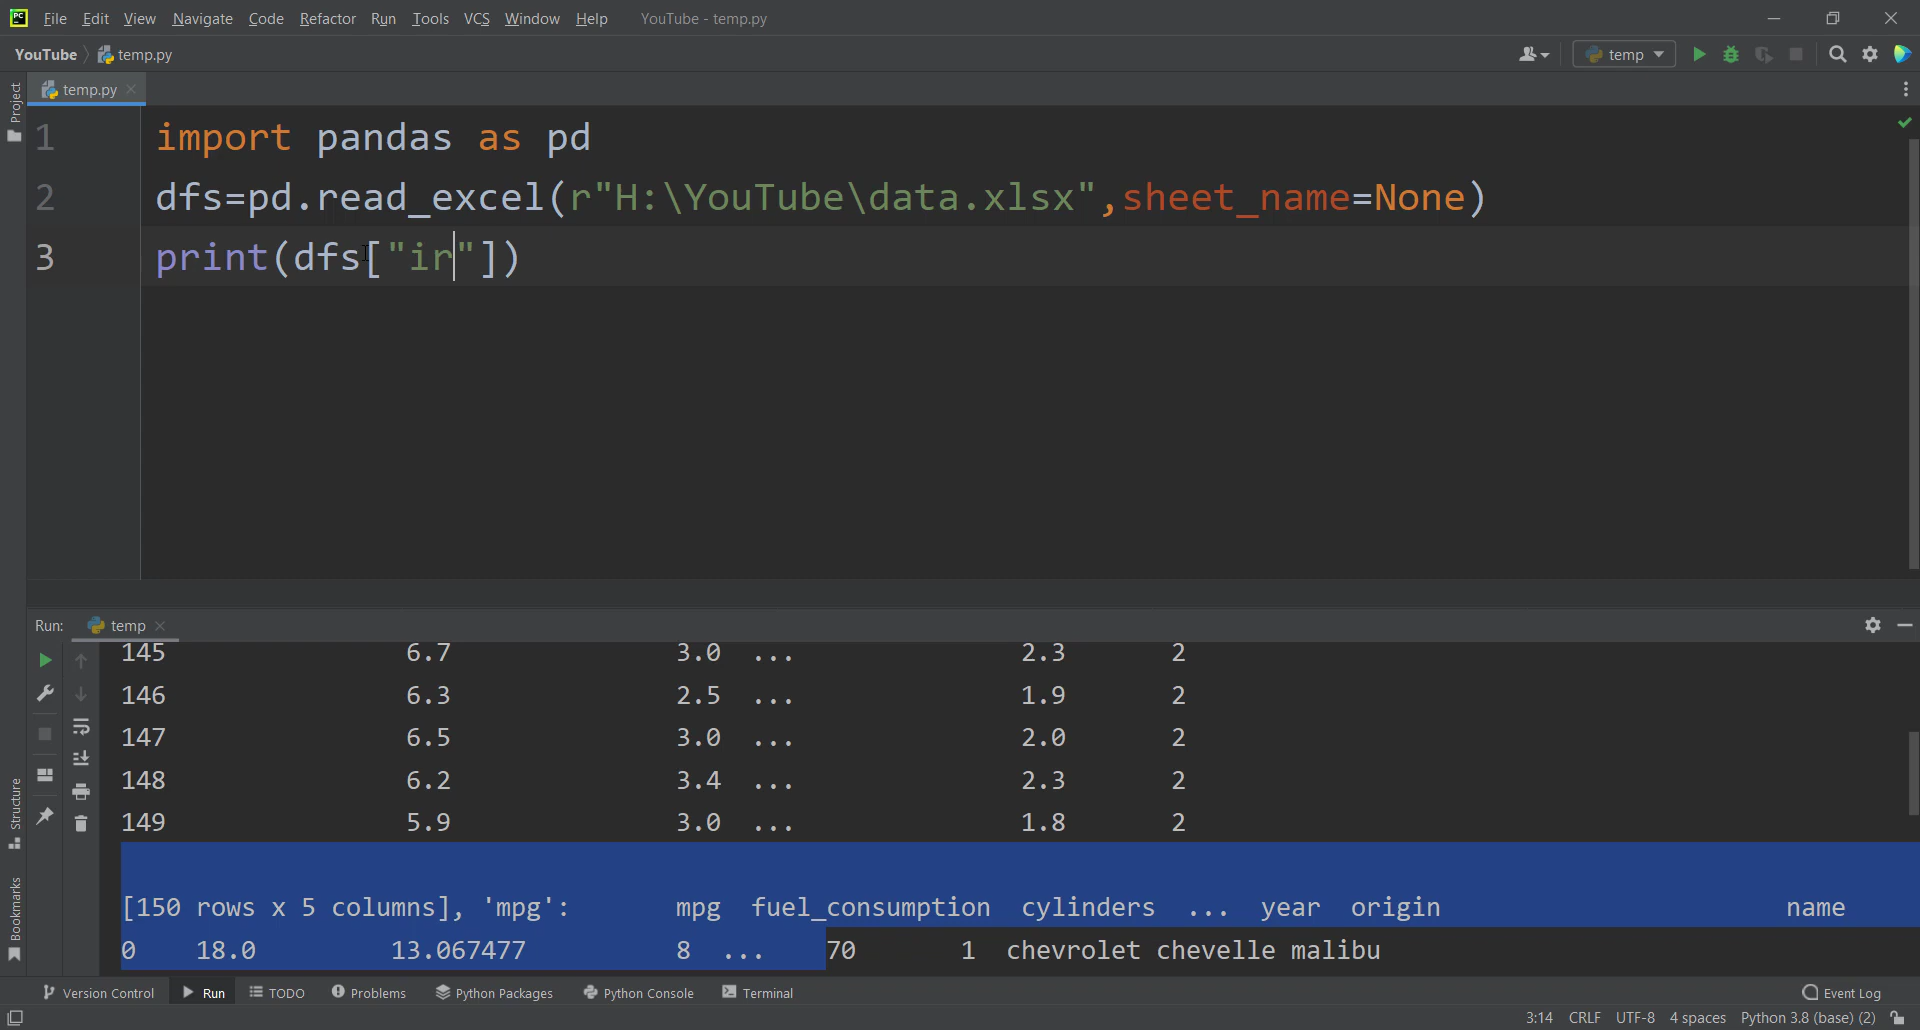 PC File Edit View Navigate Code Refactor Run Tools VCS Window Help YouTube - temp.py
YouTube temp.py temp
Project
temp.py
1 import pandas as pd
2 dfs=pd.read_excel(r"H:\YouTube\data.xlsx",sheet_name=None)
3 print(dfs["ir"])
Run: temp
145 6.7 3.0 ... 2.3 2
146 6.3 2.5 ... 1.9 2
147 6.5 3.0 ... 2.0 2
148 6.2 3.4 ... 2.3 2
149 5.9 3.0 ... 1.8 2
[150 rows x 5 columns], 'mpg': mpg fuel_consumption cylinders ... year origin name
0 18.0 13.067477 8 ... 70 1 chevrolet chevelle malibu
Structure
Bookmarks
Version Control Run TODO Problems Python Packages Python Console Terminal Event Log
3:14 CRLF UTF-8 4 spaces Python 3.8 (base) (2)